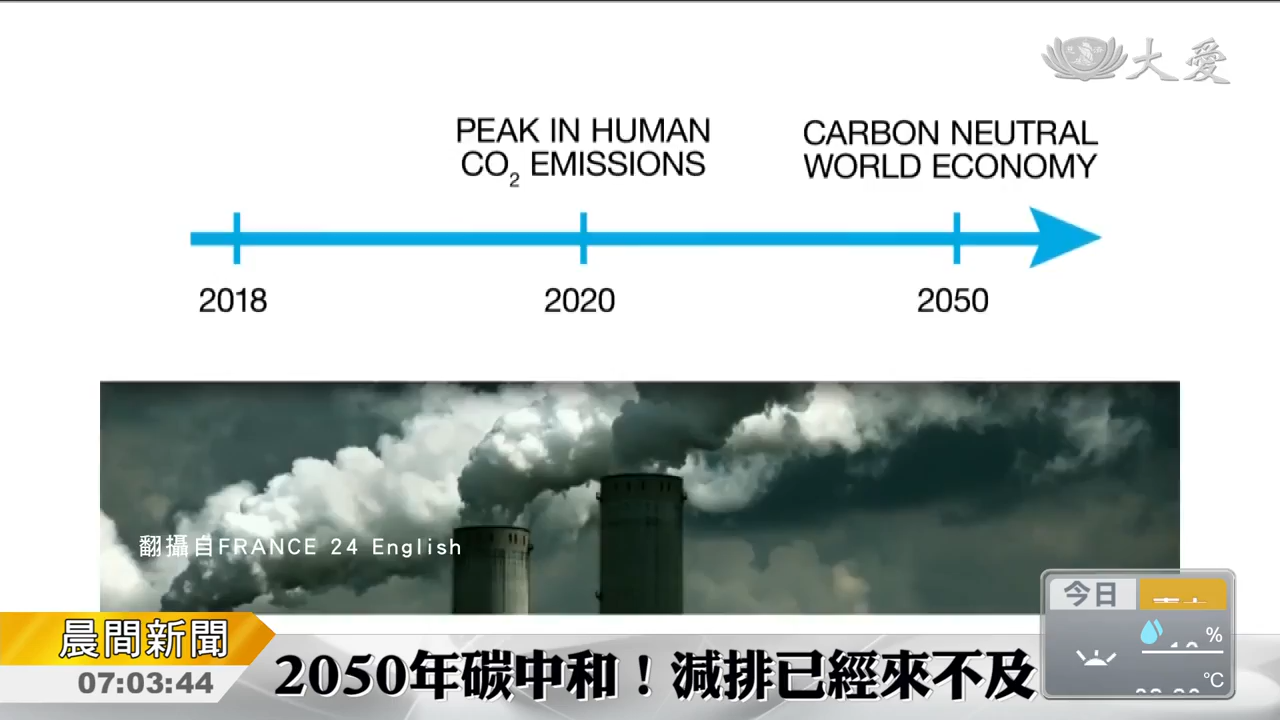 大愛
PEAK IN HUMAN
CO₂ EMISSIONS
CARBON NEUTRAL
WORLD ECONOMY
2018
2020
2050
翻攝自FRANCE 24 English
晨間新聞
07:03:44
2050年碳中和！減排已經來不及
今日
%
°C